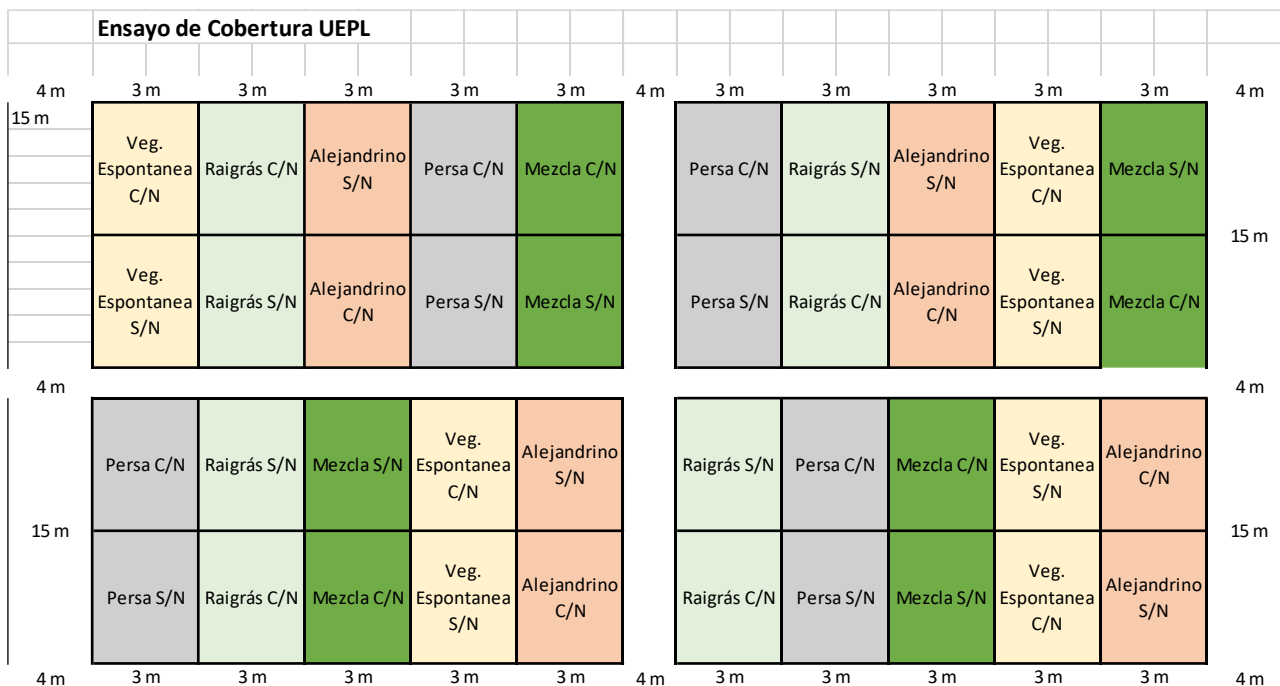 Ensayo de Cobertura UEPL
4 m 3 m 3 m 3 m 3 m 3 m 4 m 3 m 3 m 3 m 3 m 3 m 4 m
15 m
Veg.
Espontanea
C/N
Raigrás C/N
Alejandrino
S/N
Persa C/N
Mezcla C/N
Persa C/N
Raigrás S/N
Alejandrino
S/N
Veg.
Espontanea
C/N
Mezcla S/N
15 m
Veg.
Espontanea
S/N
Raigrás S/N
Alejandrino
C/N
Persa S/N
Mezcla S/N
Persa S/N
Raigrás C/N
Alejandrino
C/N
Veg.
Espontanea
S/N
Mezcla C/N
4 m 4 m
Persa C/N
Raigrás S/N
Mezcla S/N
Veg.
Espontanea
C/N
Alejandrino
S/N
Raigrás S/N
Persa C/N
Mezcla C/N
Veg.
Espontanea
S/N
Alejandrino
C/N
15 m 15 m
Persa S/N
Raigrás C/N
Mezcla C/N
Veg.
Espontanea
S/N
Alejandrino
C/N
Raigrás C/N
Persa S/N
Mezcla S/N
Veg.
Espontanea
C/N
Alejandrino
S/N
4 m 3 m 3 m 3 m 3 m 3 m 4 m 3 m 3 m 3 m 3 m 3 m 4 m